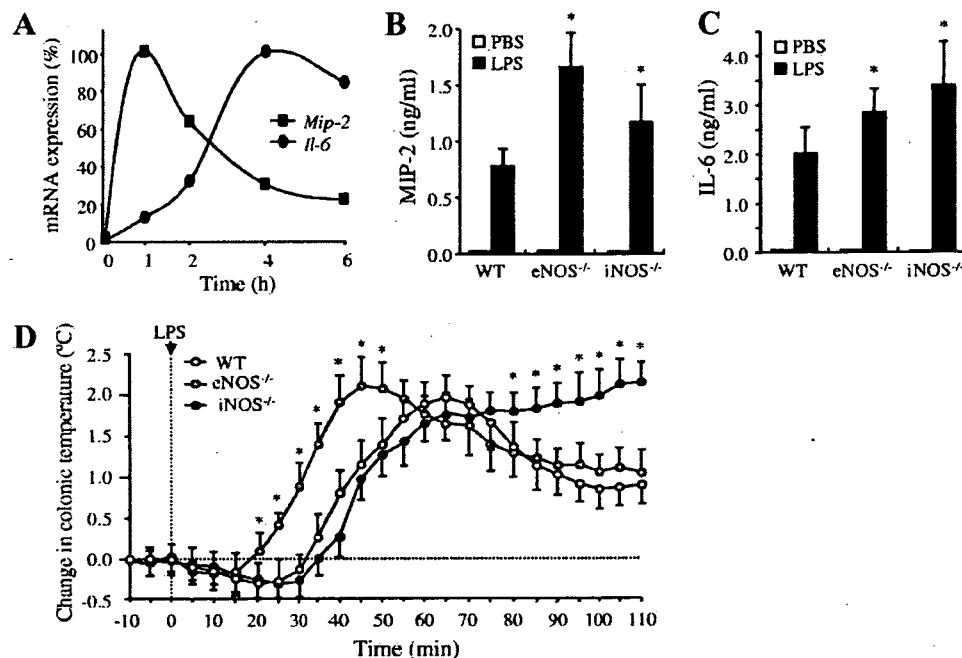 A
mRNA expression (%)
100
80
60
40
20
0
Mip-2
Il-6
0 1 2 4 6
Time (h)
B
PBS
LPS
MIP-2 (ng/ml)
2.0
1.5
1.0
0.5
0.0
* *
WT eNOS-/- iNOS-/-
C
PBS
LPS
IL-6 (ng/ml)
4.0
3.0
2.0
1.0
0.0
* *
WT eNOS-/- iNOS-/-
D
LPS
WT
eNOS-/-
iNOS-/-
Change in colonic temperature (°C)
2.5
2.0
1.5
1.0
0.5
0.0
-0.5
* * * * * * * * * * * * * *
-10 0 10 20 30 40 50 60 70 80 90 100 110
Time (min)